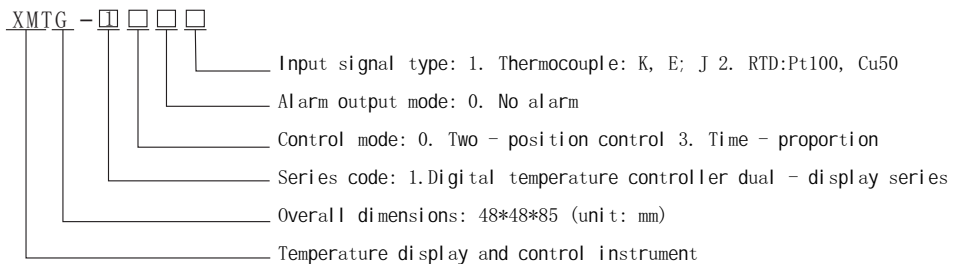 XMTG-1□□□
Input signal type: 1. Thermocouple: K, E; J 2. RTD:Pt100, Cu50
Alarm output mode: 0. No alarm
Control mode: 0. Two - position control 3. Time - proportion
Series code: 1.Digital temperature controller dual - display series
Overall dimensions: 48*48*85 (unit: mm)
Temperature display and control instrument